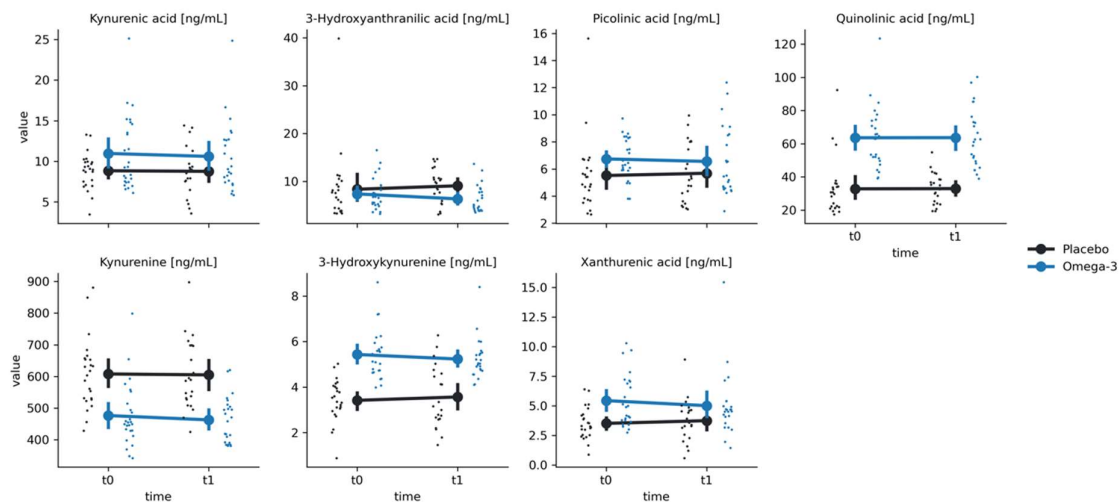 Kynurenic acid [ng/mL]
3-Hydroxyanthranilic acid [ng/mL]
Picolinic acid [ng/mL]
Quinolinic acid [ng/mL]
value
25
20
15
10
5
40
30
20
10
16
14
12
10
8
6
4
2
120
100
80
60
40
20
t0
t1
time
Placebo
Omega-3
Kynurenine [ng/mL]
3-Hydroxykynurenine [ng/mL]
Xanthurenic acid [ng/mL]
value
900
800
700
600
500
400
t0
t1
time
8
6
4
2
t0
t1
time
15.0
12.5
10.0
7.5
5.0
2.5
0.0
t0
t1
time